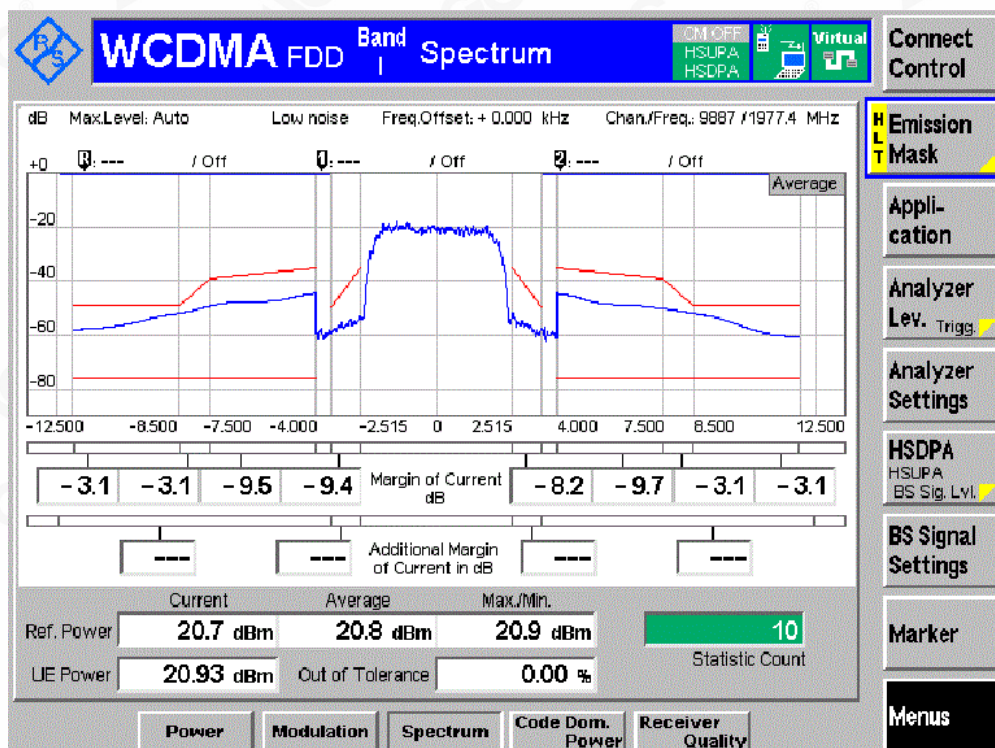 R S
WCDMA FDD Band I Spectrum
CM OFF
HSUPA
HSDPA
Virtual
Connect Control
dB Max.Level: Auto Low noise Freq.Offset: + 0.000 kHz Chan./Freq.: 9887 / 1977.4 MHz
H L T Emission Mask
+0 R: --- / Off 1: --- / Off 2: --- / Off
Average
-20
-40
-60
-80
-12.500 -8.500 -7.500 -4.000 -2.515 0 2.515 4.000 7.500 8.500 12.500
Appli-cation
Analyzer Lev. Trigg.
Analyzer Settings
-3.1 -3.1 -9.5 -9.4 Margin of Current dB -8.2 -9.7 -3.1 -3.1
HSDPA
HSUPA
BS Sig. Lvl.
--- --- Additional Margin of Current in dB --- ---
BS Signal Settings
Current Average Max./Min.
Ref. Power 20.7 dBm 20.8 dBm 20.9 dBm 10
Statistic Count
UE Power 20.93 dBm Out of Tolerance 0.00 %
Marker
Menus
Power Modulation Spectrum Code Dom. Power Receiver Quality